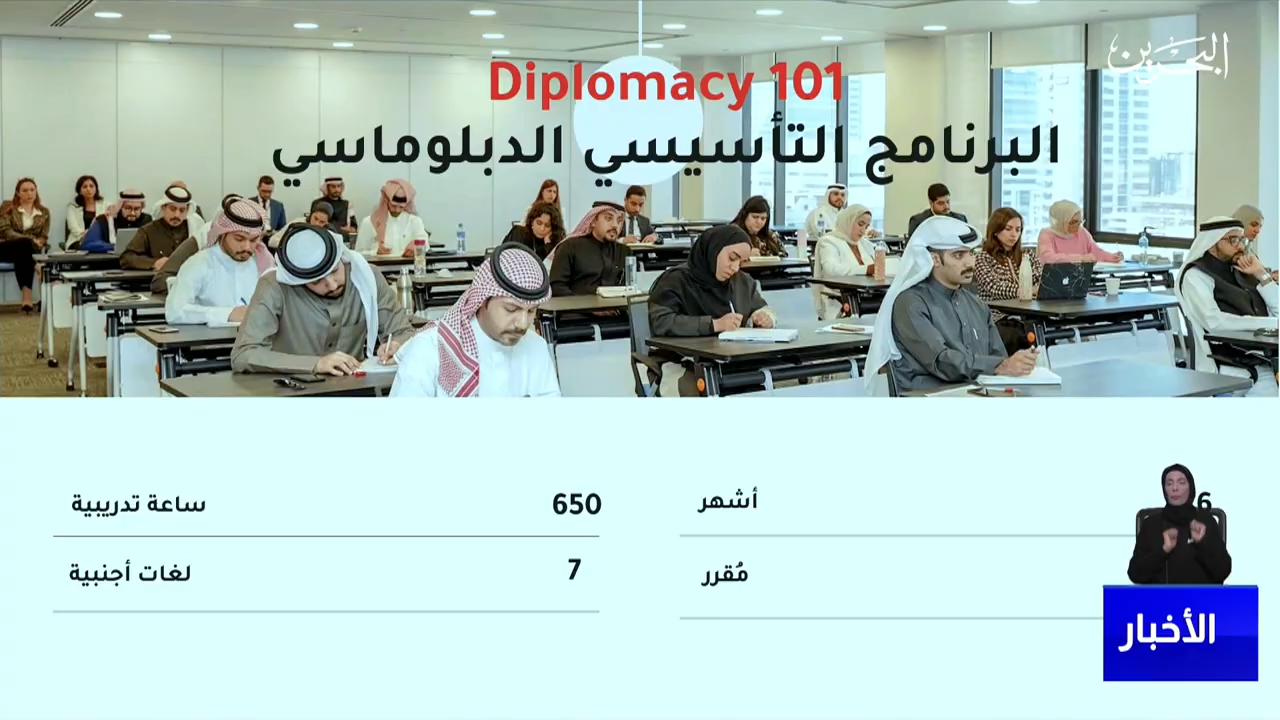 البحرين
Diplomacy 101
البرنامج التأسيسي الدبلوماسي
6 أشهر
650 ساعة تدريبية
مُقرر
7 لغات أجنبية
الأخبار